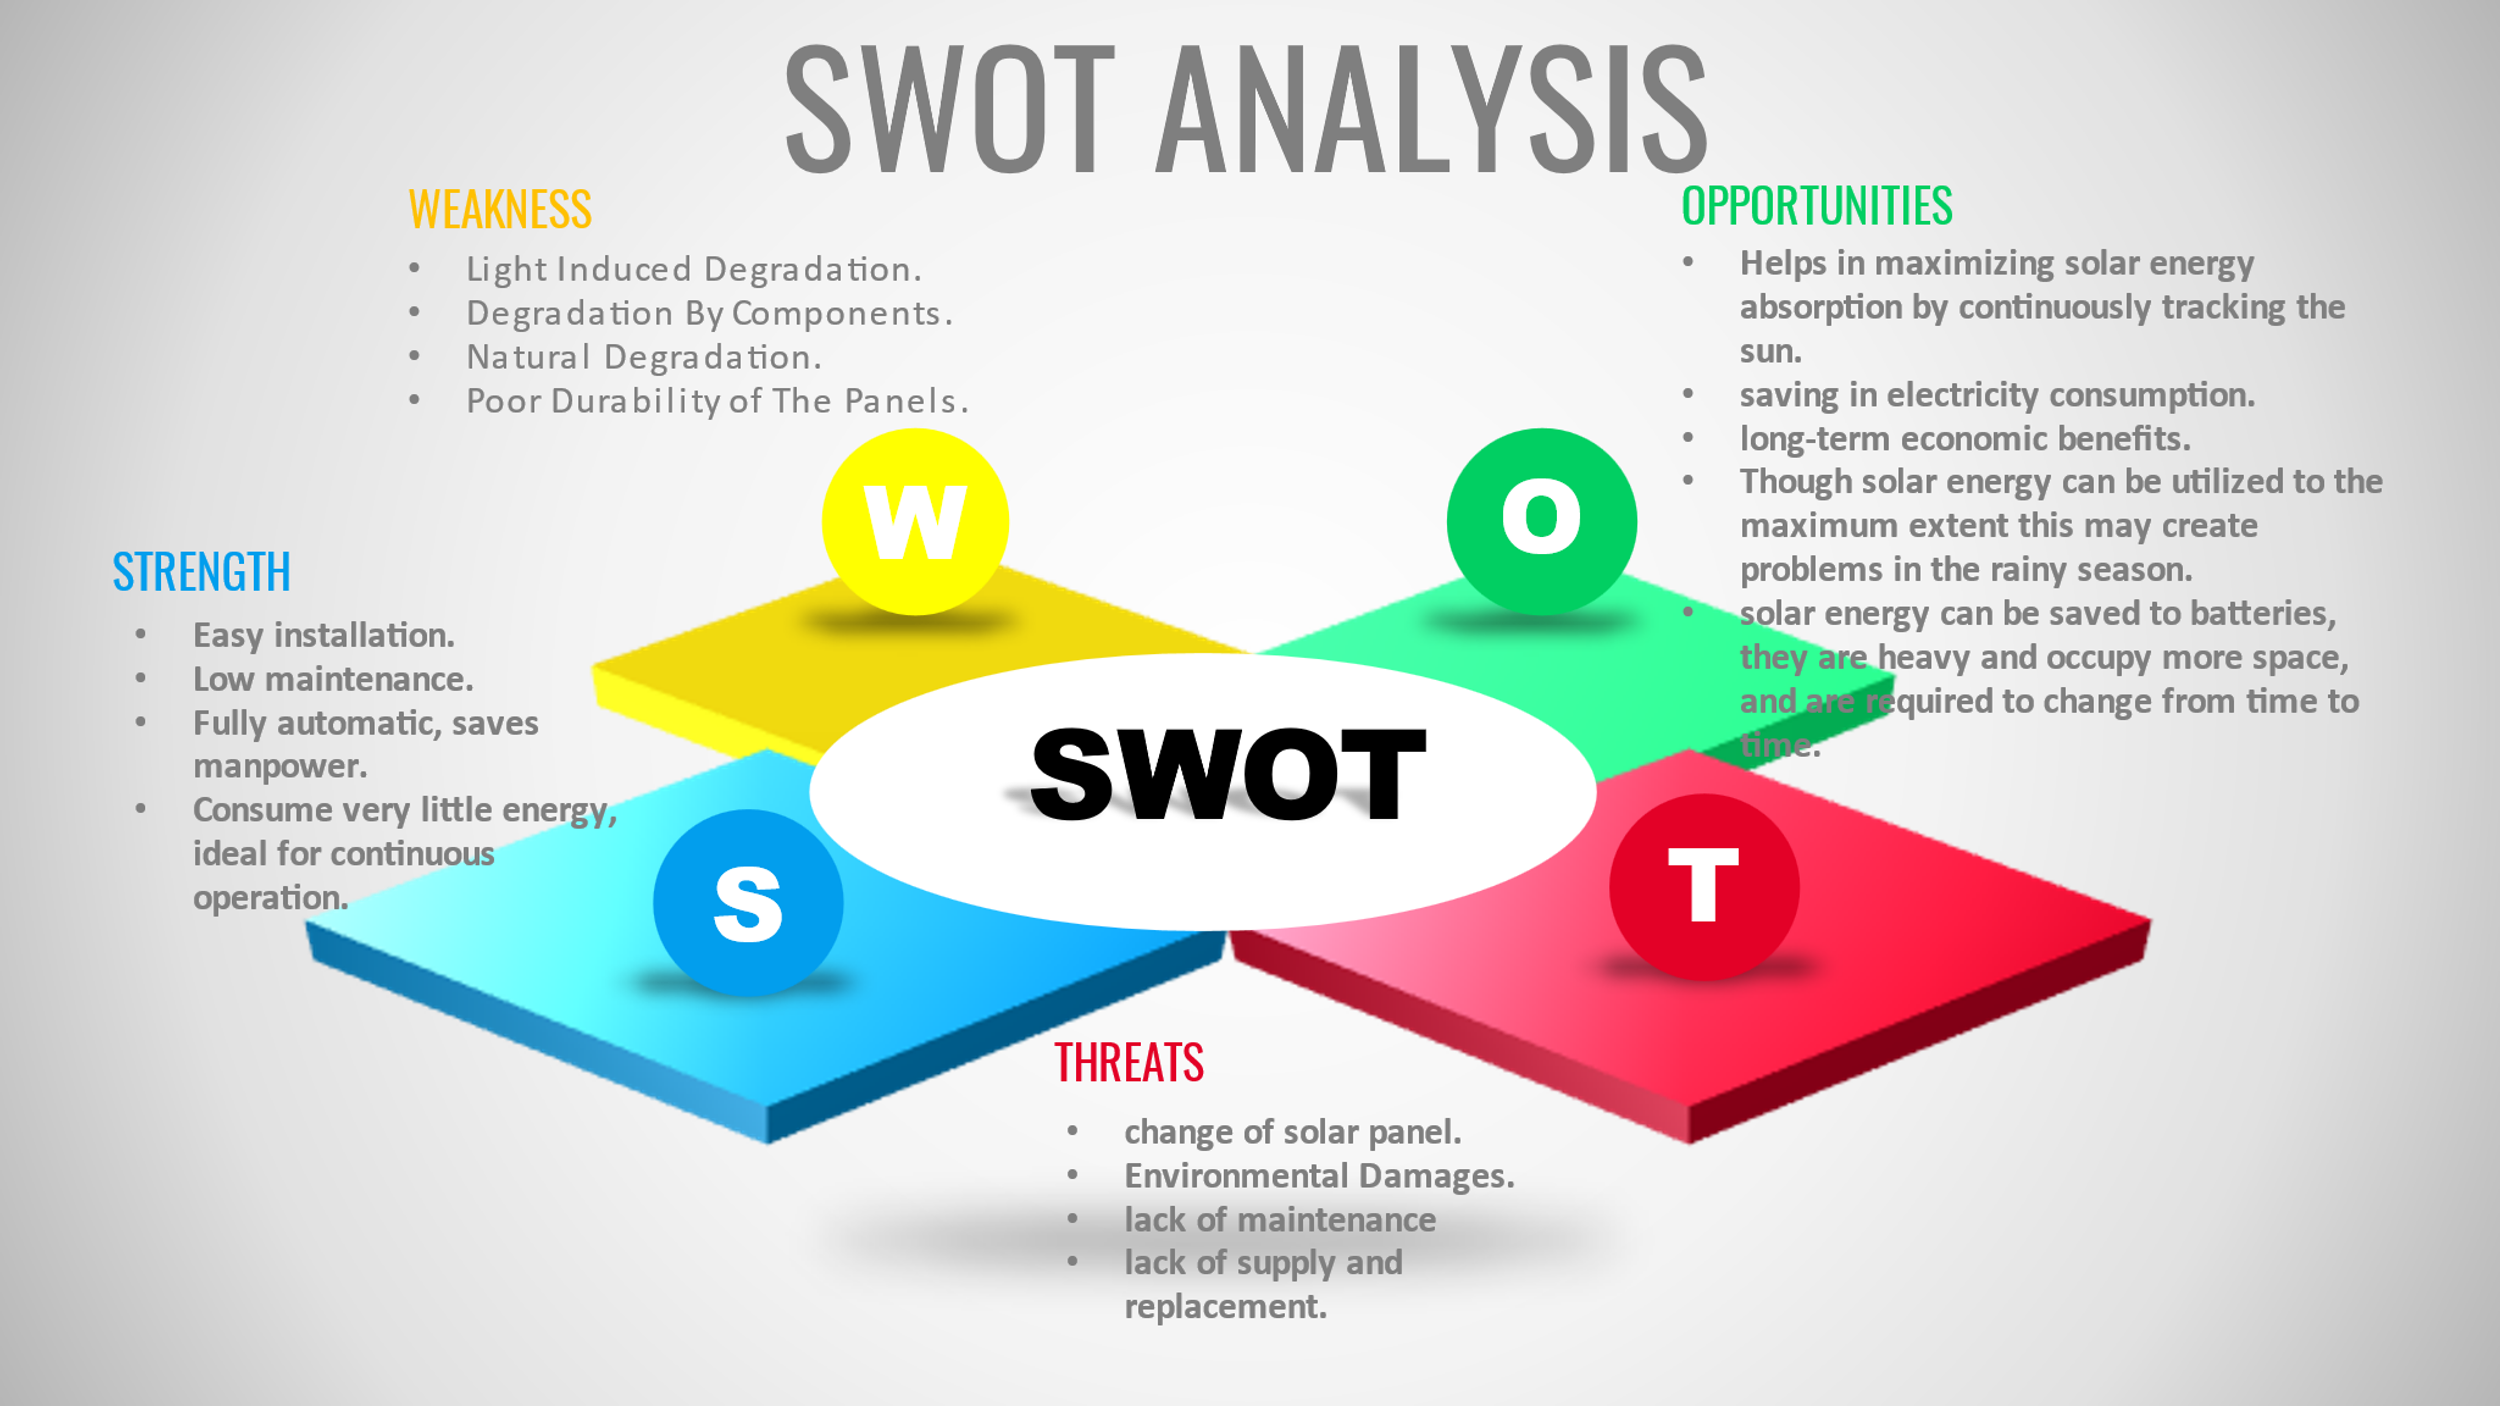 SWOT ANALYSIS
WEAKNESS
• Light Induced Degradation.
• Degradation By Components.
• Natural Degradation.
• Poor Durability of The Panels.
OPPORTUNITIES
• Helps in maximizing solar energy
absorption by continuously tracking the
sun.
• saving in electricity consumption.
• long-term economic benefits.
• Though solar energy can be utilized to the
maximum extent this may create
problems in the rainy season.
• solar energy can be saved to batteries,
they are heavy and occupy more space,
and are required to change from time to
time.
STRENGTH
• Easy installation.
• Low maintenance.
• Fully automatic, saves
manpower.
• Consume very little energy,
ideal for continuous
operation.
W
O
SWOT
S
T
THREATS
• change of solar panel.
• Environmental Damages.
• lack of maintenance
• lack of supply and
replacement.